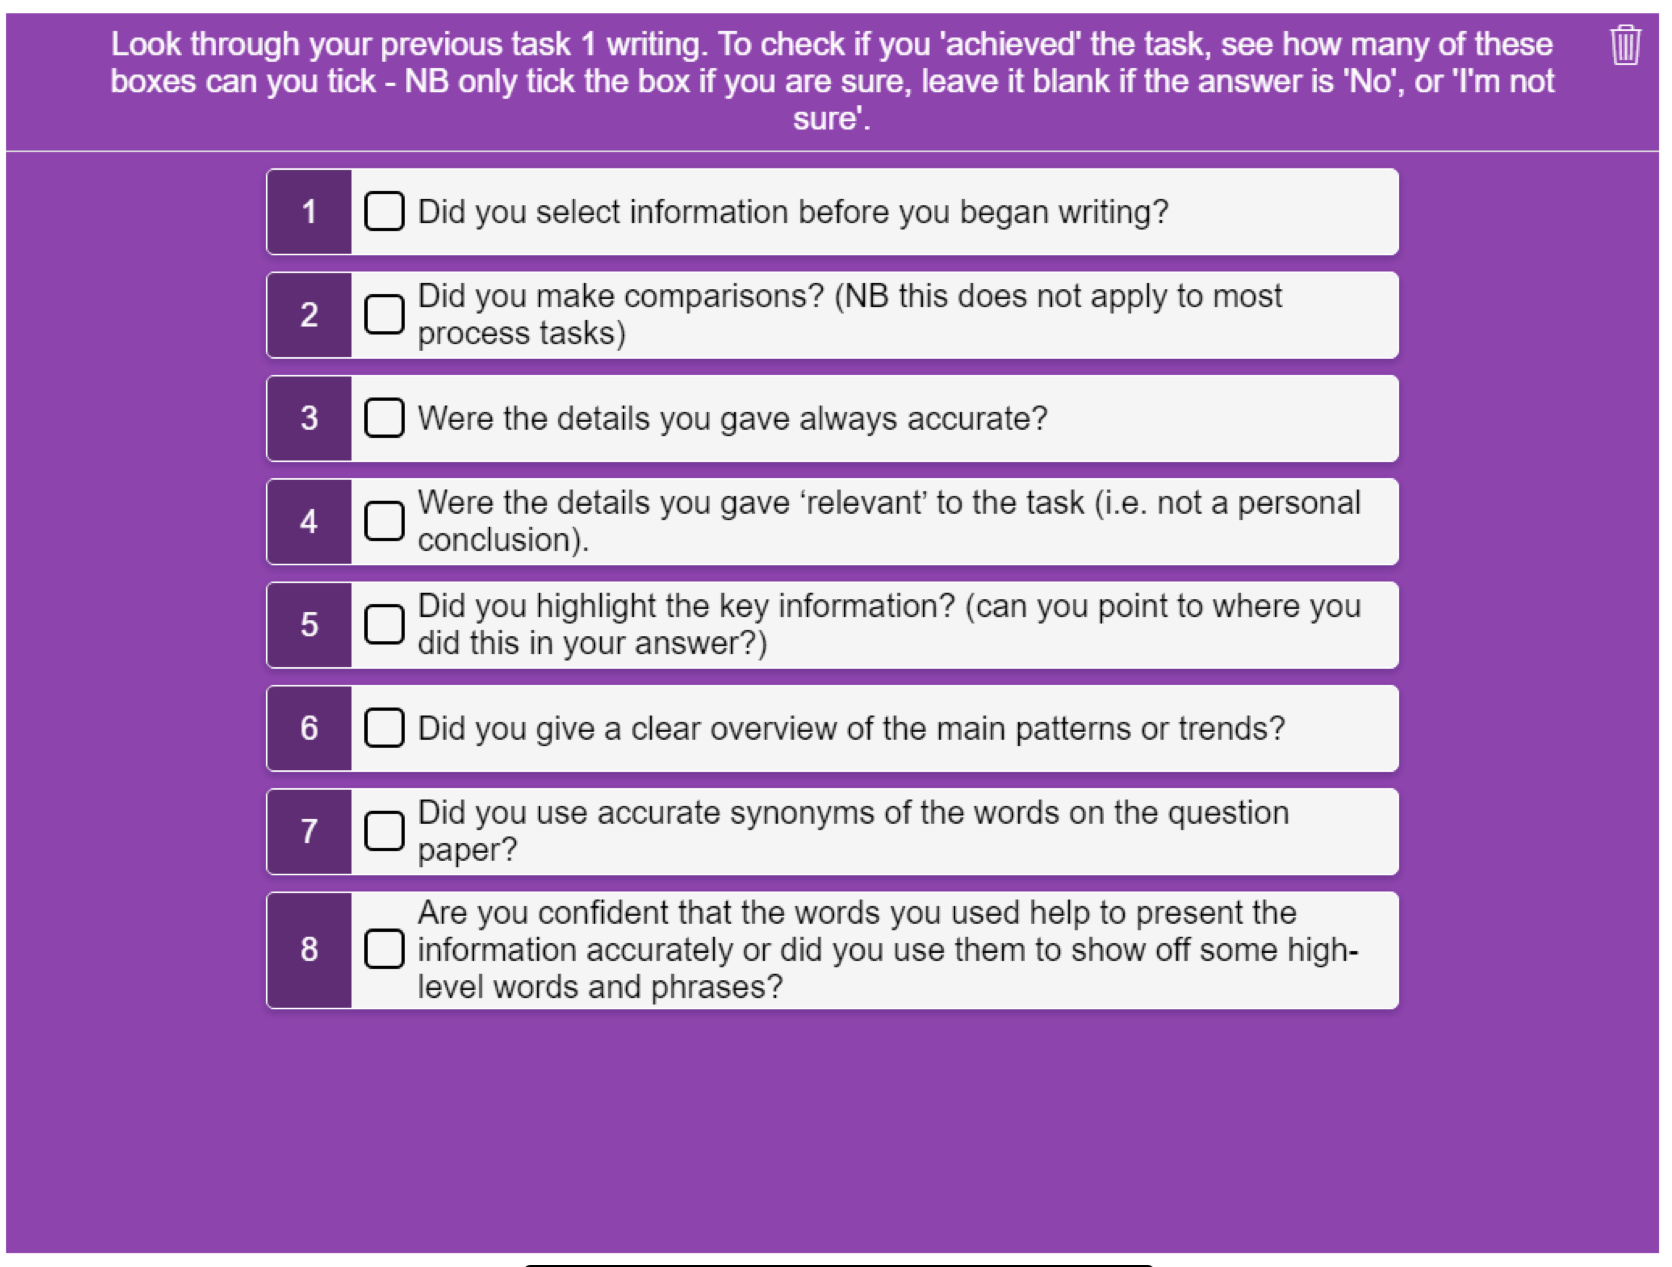 Look through your previous task 1 writing. To check if you 'achieved' the task, see how many of these
boxes can you tick - NB only tick the box if you are sure, leave it blank if the answer is 'No', or 'I'm not
sure'.
1
Did you select information before you began writing?
2
Did you make comparisons? (NB this does not apply to most
process tasks)
3
Were the details you gave always accurate?
4
Were the details you gave ‘relevant’ to the task (i.e. not a personal
conclusion).
5
Did you highlight the key information? (can you point to where you
did this in your answer?)
6
Did you give a clear overview of the main patterns or trends?
7
Did you use accurate synonyms of the words on the question
paper?
8
Are you confident that the words you used help to present the
information accurately or did you use them to show off some high-
level words and phrases?